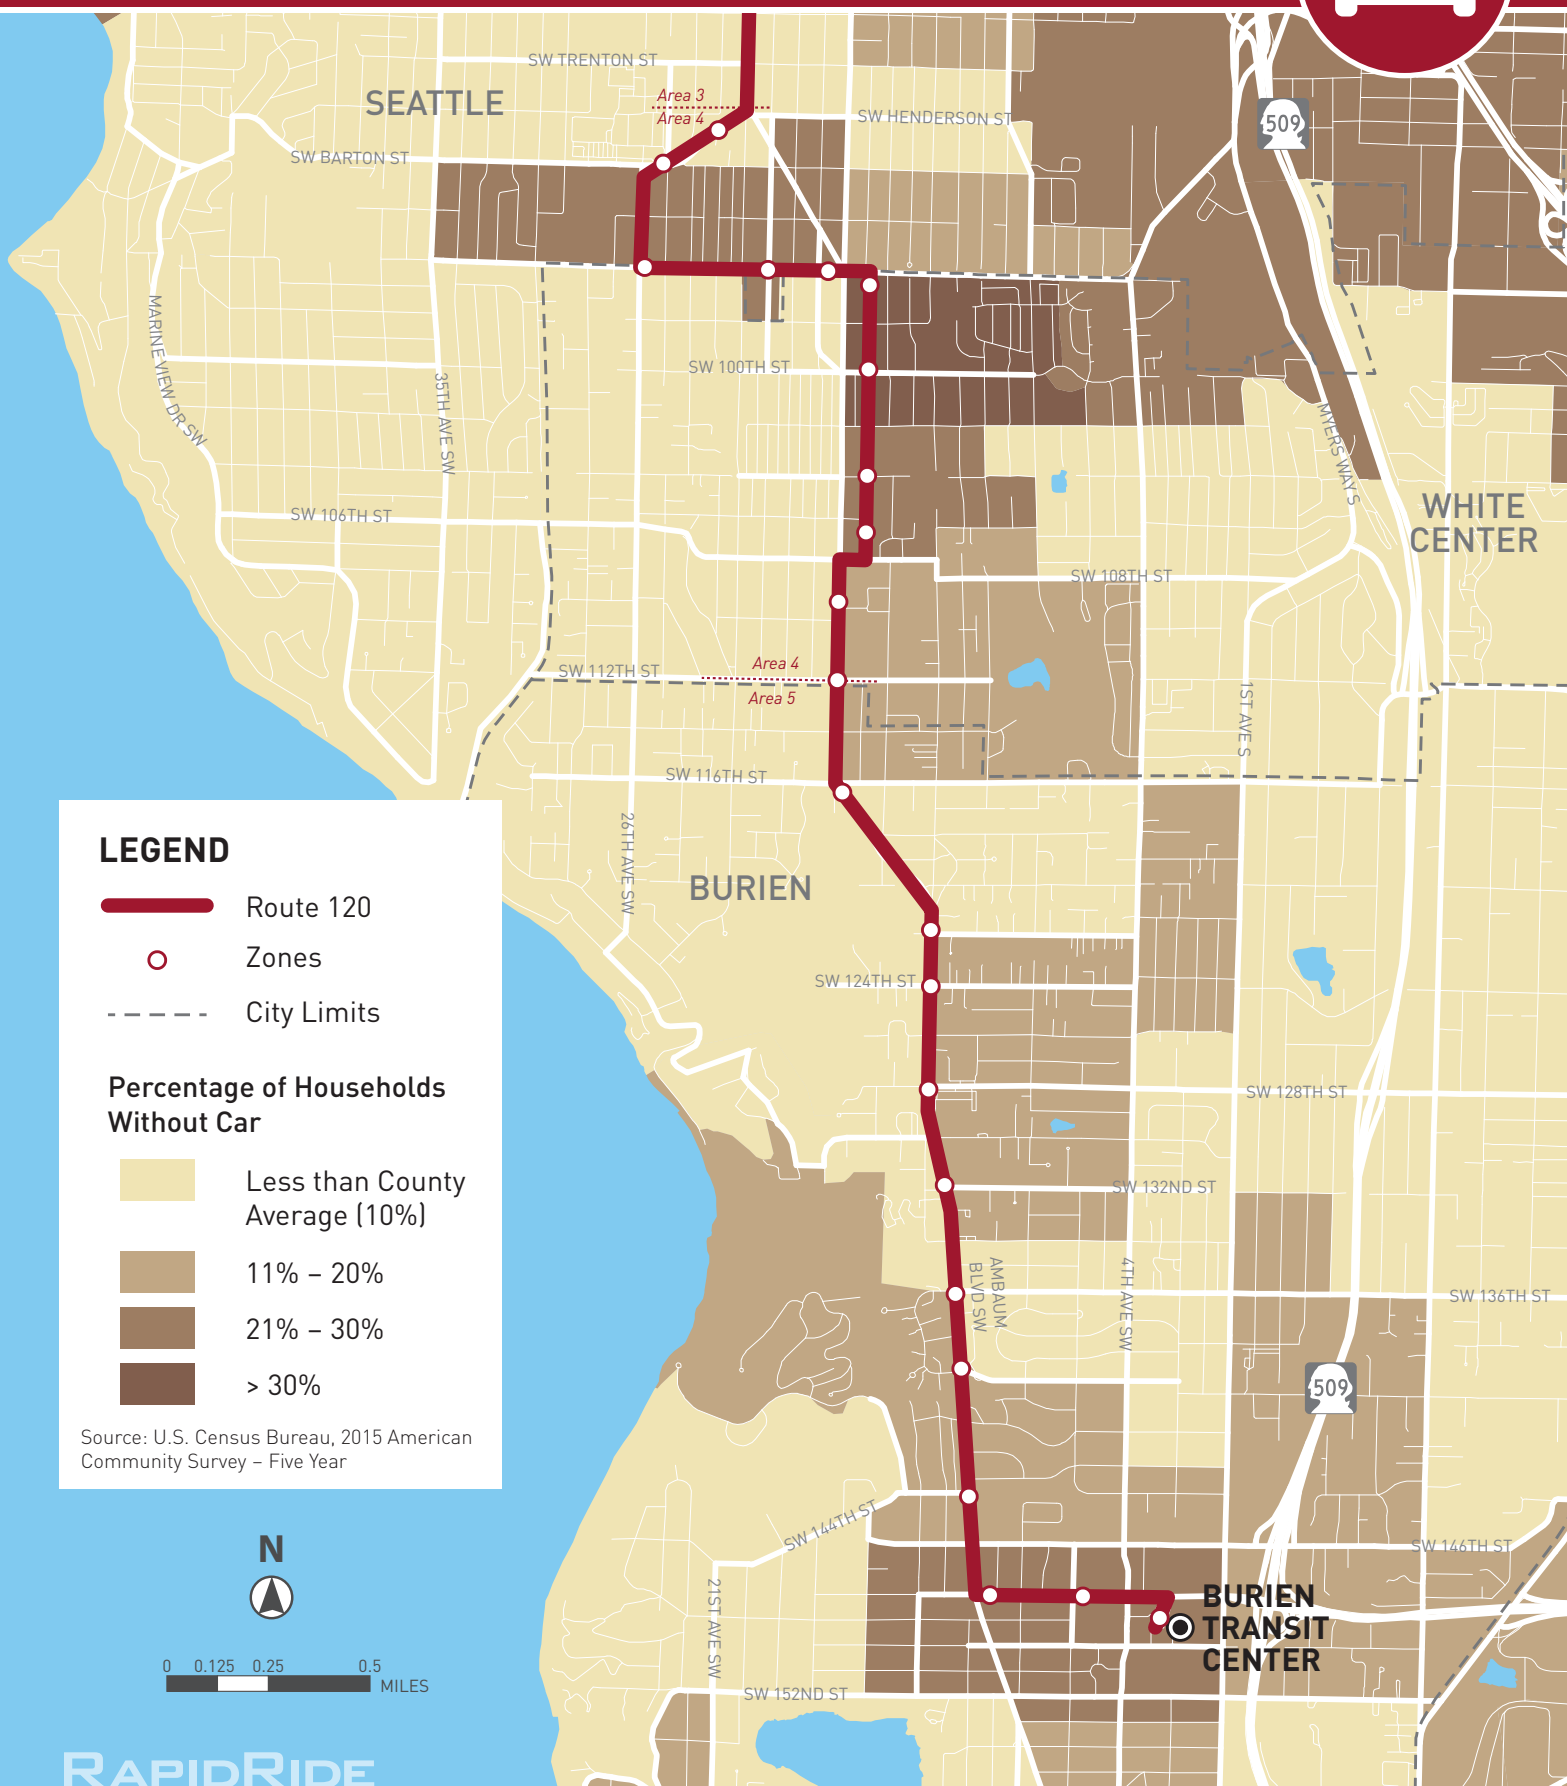 SW TRENTON ST
SEATTLE
Area 3
Area 4
SW HENDERSON ST
509
SW BARTON ST
MARINE VIEW DR SW
35TH AVE SW
SW 100TH ST
MYERS WAY S
WHITE
CENTER
SW 106TH ST
SW 108TH ST
SW 112TH ST
Area 4
Area 5
1ST AVE S
SW 116TH ST
26TH AVE SW
BURIEN
LEGEND
Route 120
Zones
City Limits
Percentage of Households
Without Car
Less than County
Average (10%)
11% – 20%
21% – 30%
> 30%
Source: U.S. Census Bureau, 2015 American
Community Survey – Five Year
SW 124TH ST
SW 128TH ST
SW 132ND ST
AMBAUM
BLVD SW
4TH AVE SW
SW 136TH ST
509
SW 144TH ST
SW 146TH ST
21ST AVE SW
BURIEN
TRANSIT
CENTER
SW 152ND ST
N
0 0.125 0.25 0.5
MILES
RAPIDRIDE